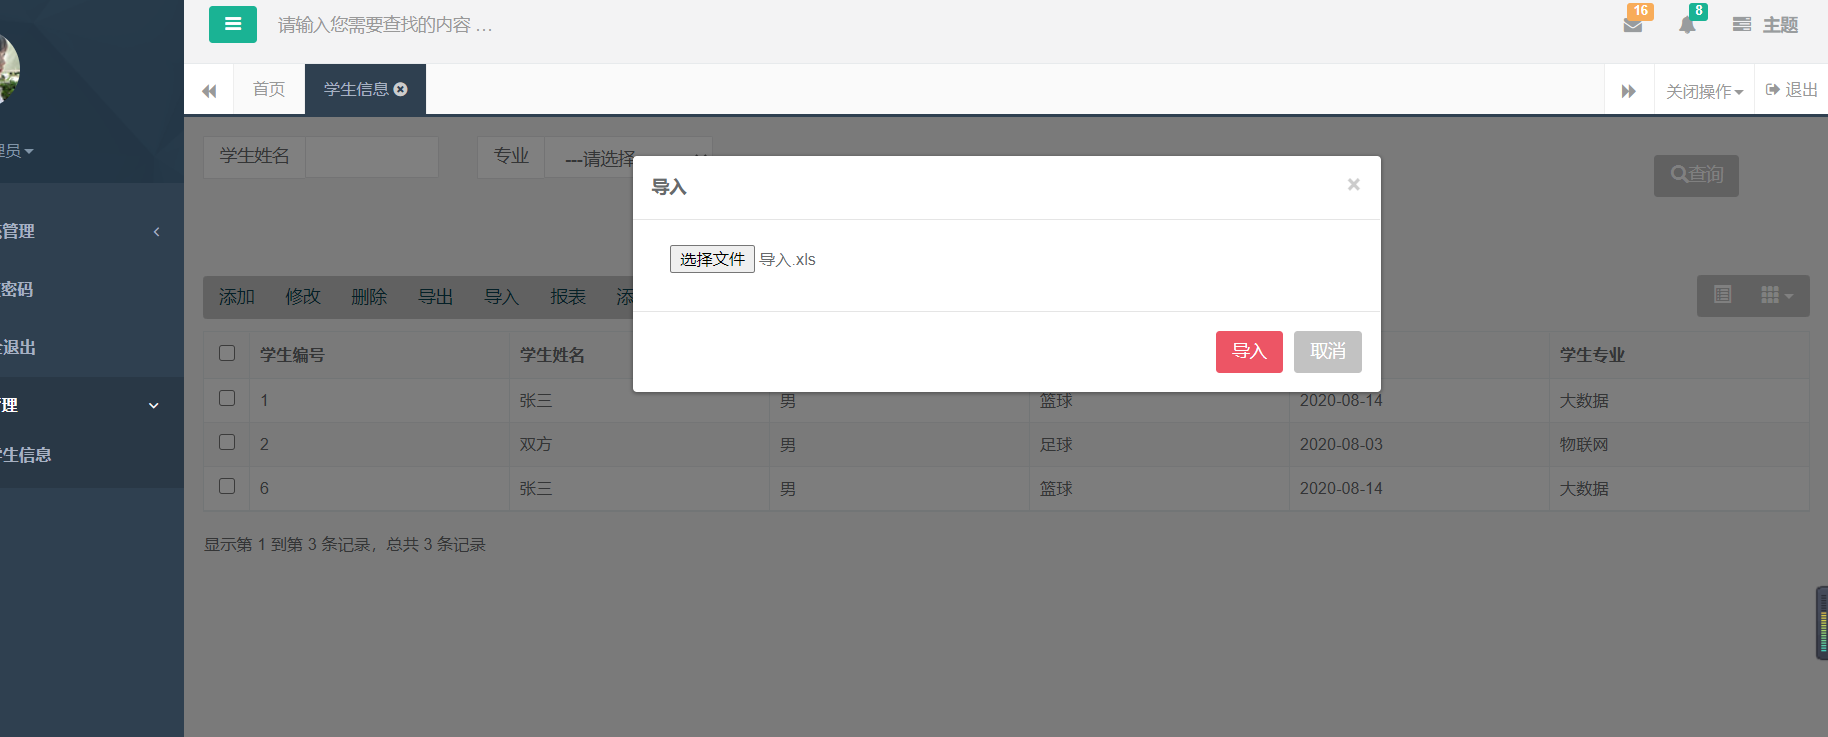 请输入您需要查找的内容 …
16
8
主题
首页
学生信息
关闭操作
退出
理员
管理
密码
退出
理
学生信息
学生姓名
专业
---请选择
查询
导入
×
选择文件 导入.xls
导入 取消
添加 修改 删除 导出 导入 报表 添
学生编号 学生姓名 学生专业
1 张三 男 篮球 2020-08-14 大数据
2 双方 男 足球 2020-08-03 物联网
6 张三 男 篮球 2020-08-14 大数据
显示第 1 到第 3 条记录，总共 3 条记录